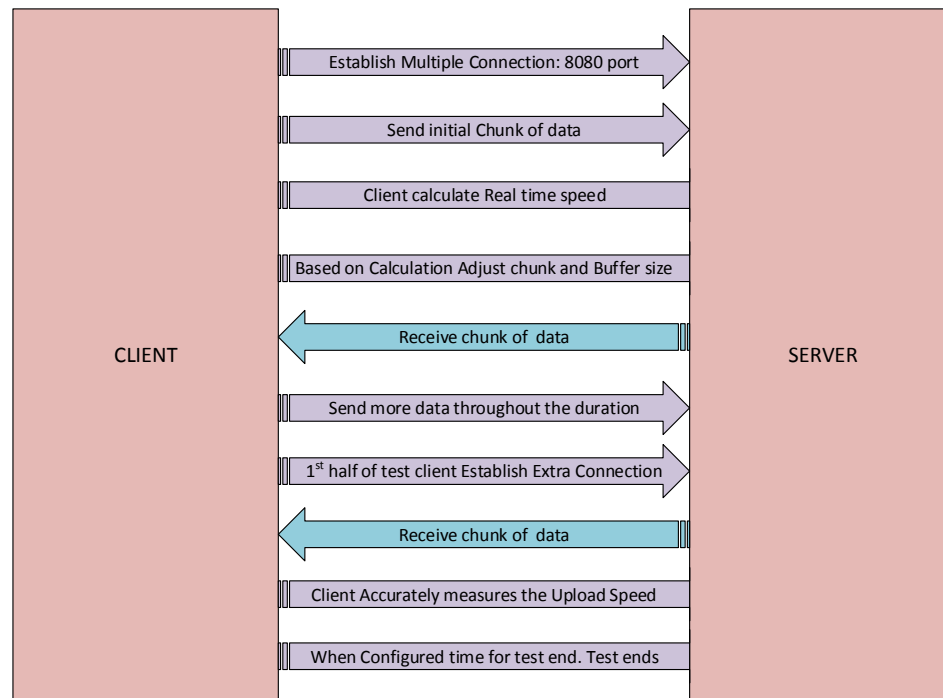 Establish Multiple Connection: 8080 port
Send initial Chunk of data
Client calculate Real time speed
Based on Calculation Adjust chunk and Buffer size
Receive chunk of data
CLIENT
SERVER
Send more data throughout the duration
1st half of test client Establish Extra Connection
Receive chunk of data
Client Accurately measures the Upload Speed
When Configured time for test end. Test ends